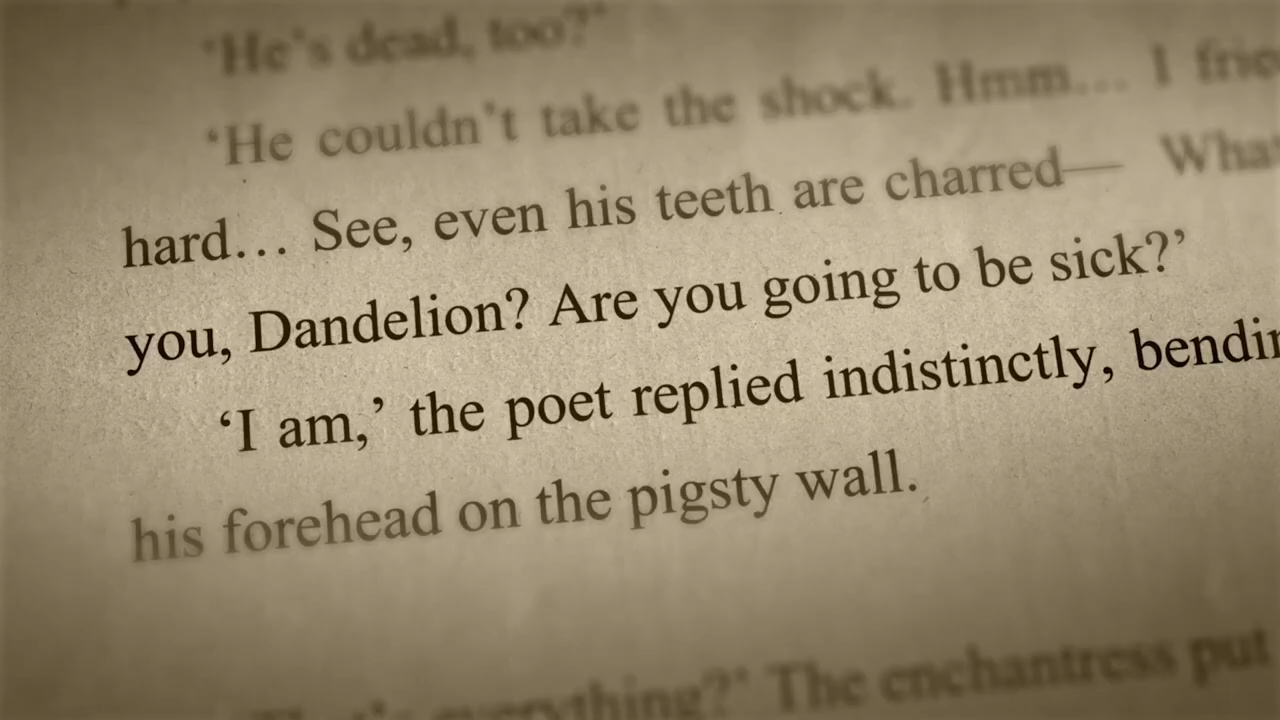 ‘He’s dead, too?’
‘He couldn’t take the shock. Hmm... I
hard... See, even his teeth are charred—
you, Dandelion? Are you going to be sick?’
‘I am,’ the poet replied indistinctly,
his forehead on the pigsty wall.
everything?’ The enchantress put